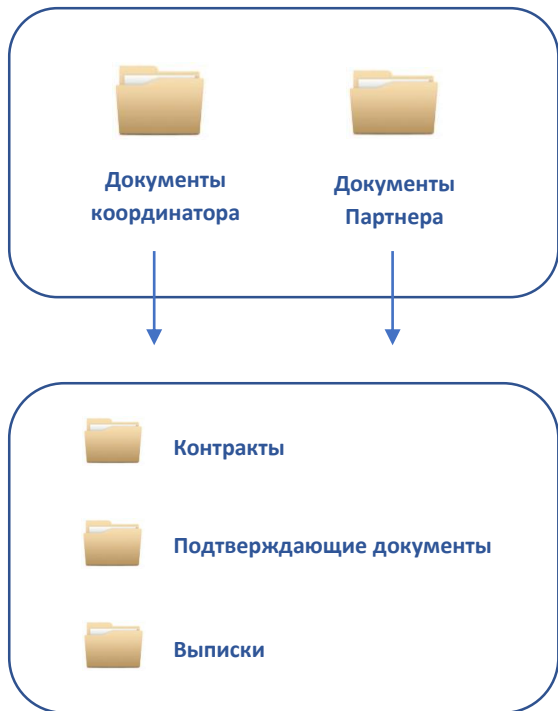 Документы
координатора
Документы
Партнера
Контракты
Подтверждающие документы
Выписки